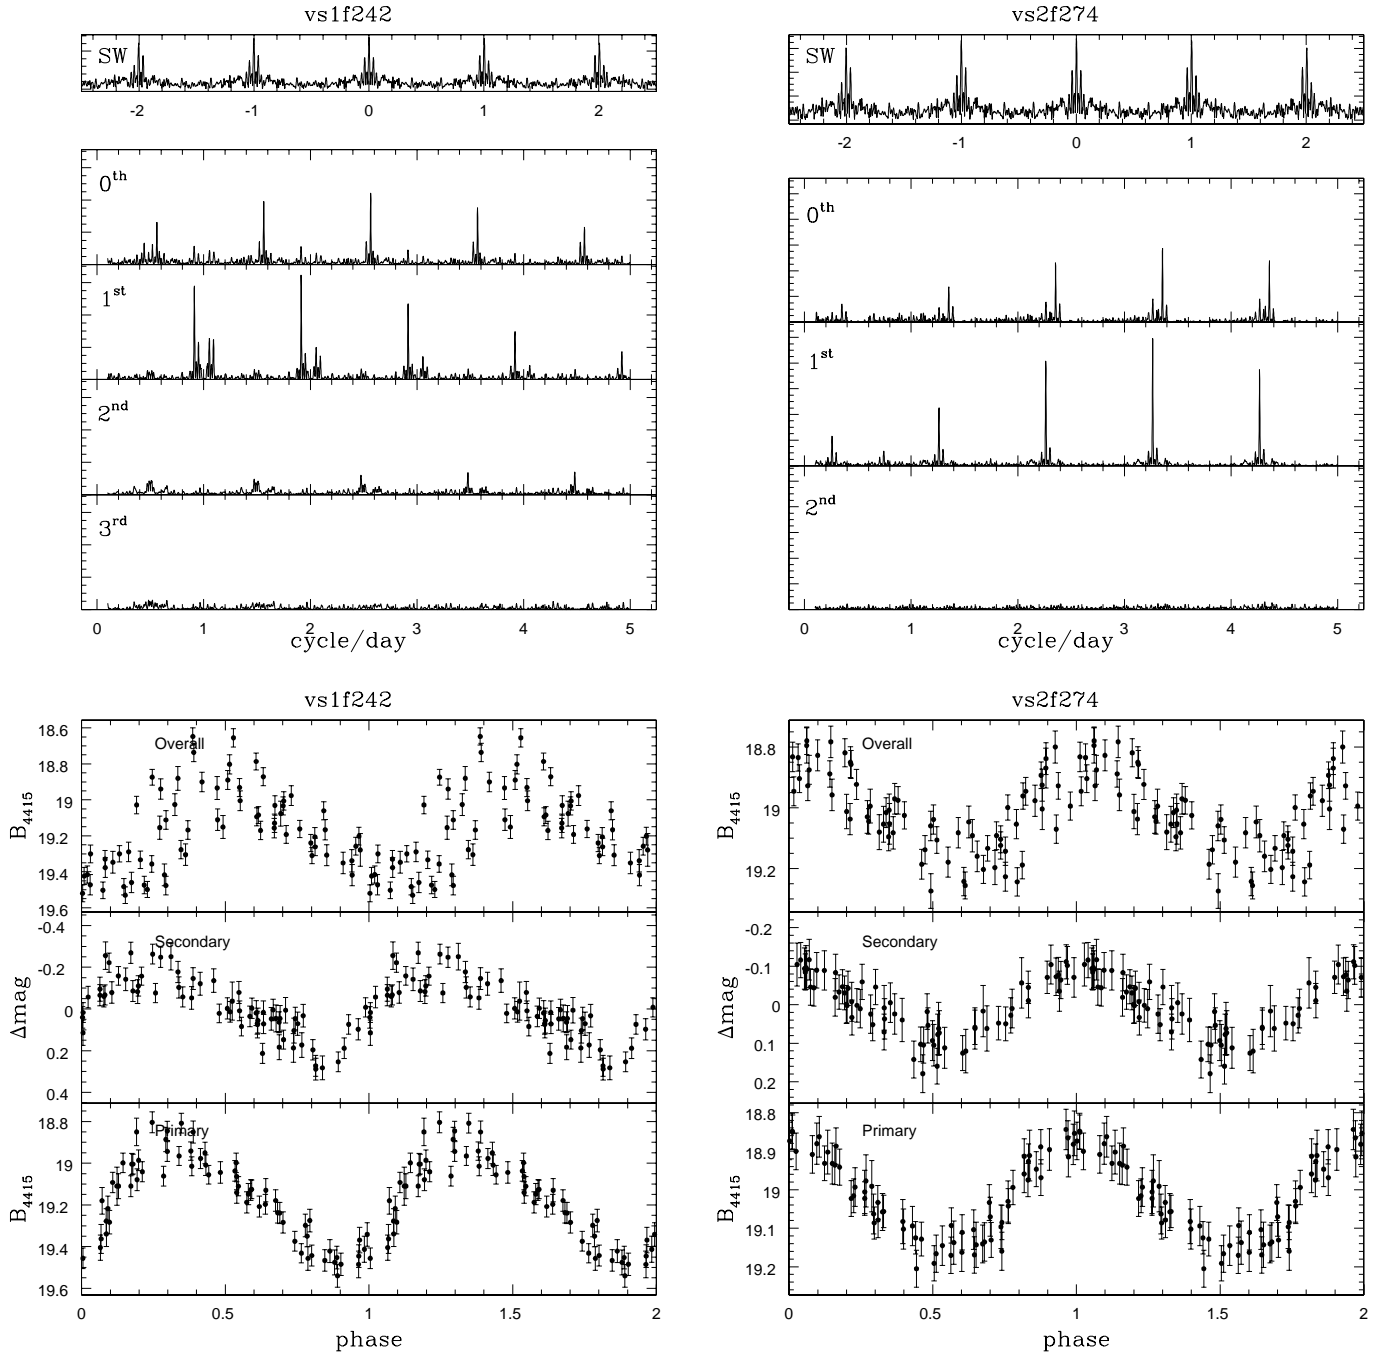 vs1f242
SW
-2 -1 0 1 2
0th
1st
2nd
3rd
0 1 2 3 4 5
cycle/day
vs2f274
SW
-2 -1 0 1 2
0th
1st
2nd
0 1 2 3 4 5
cycle/day
vs1f242
Overall
18.6
18.8
19
19.2
19.4
19.6
B4415
Secondary
-0.4
-0.2
0
0.2
0.4
Δmag
Primary
18.8
19
19.2
19.4
19.6
B4415
0 0.5 1 1.5 2
phase
vs2f274
Overall
18.8
19
19.2
B4415
Secondary
-0.2
-0.1
0
0.1
0.2
Δmag
Primary
18.8
18.9
19
19.1
19.2
B4415
0 0.5 1 1.5 2
phase